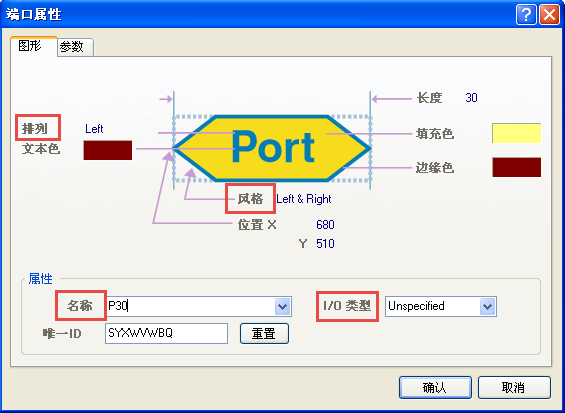 端口属性
图形 参数
长度 30
排列 Left
填充色
文本色
Port
边缘色
风格 Left & Right
位置 X 680
Y 510
属性
名称 P30
I/O 类型 Unspecified
唯一ID SYXWVWBQ 重置
确认 取消